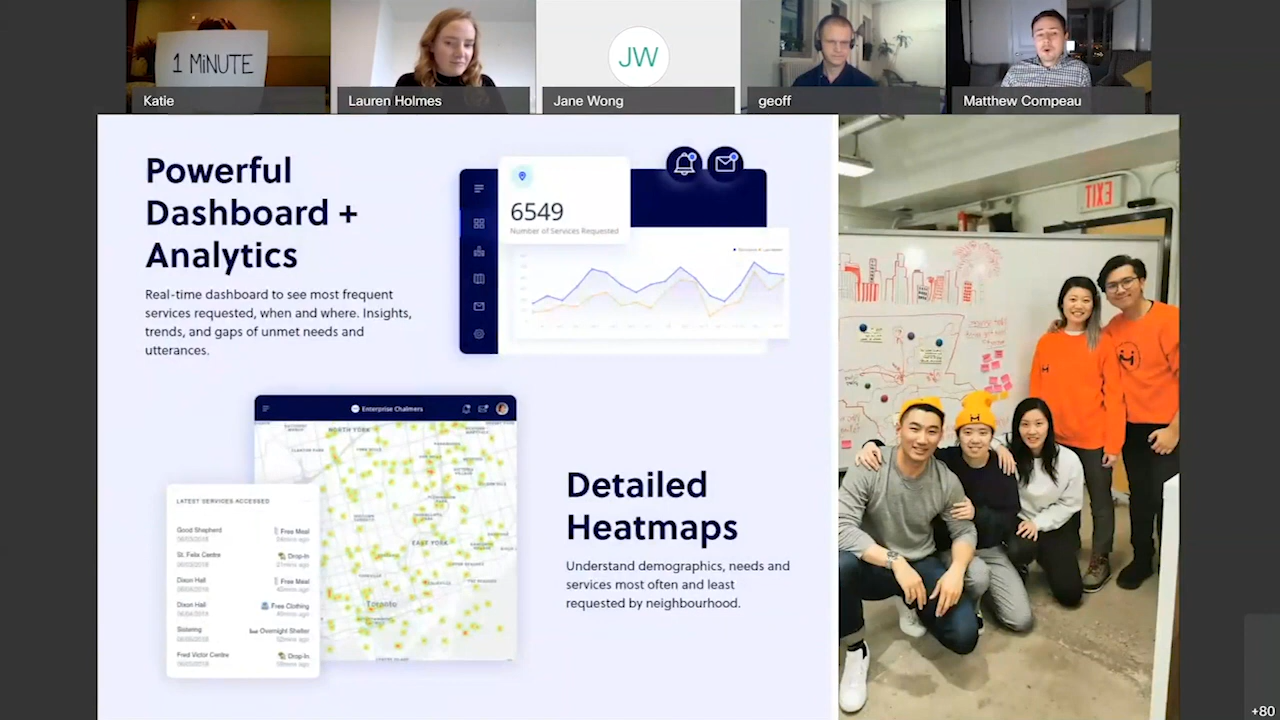 1 MINUTE
Katie
Lauren Holmes
JW
Jane Wong
geoff
Matthew Compeau
Powerful
Dashboard +
Analytics
Real-time dashboard to see most frequent
services requested, when and where. Insights,
trends, and gaps of unmet needs and
utterances.
6549
Number of Services Requested
EXIT
Enterprise Chalmers
NORTH YORK
EAST YORK
Toronto
LATEST SERVICES ACCESSED
Good Shepherd
Free Meal
St. Felix Centre
Drop-In
Dixon Hall
Free Meal
Dixon Hall
Free Clothing
Sistering
Overnight Shelter
Fred Victor Centre
Drop-In
Detailed
Heatmaps
Understand demographics, needs and
services most often and least
requested by neighbourhood.
+80